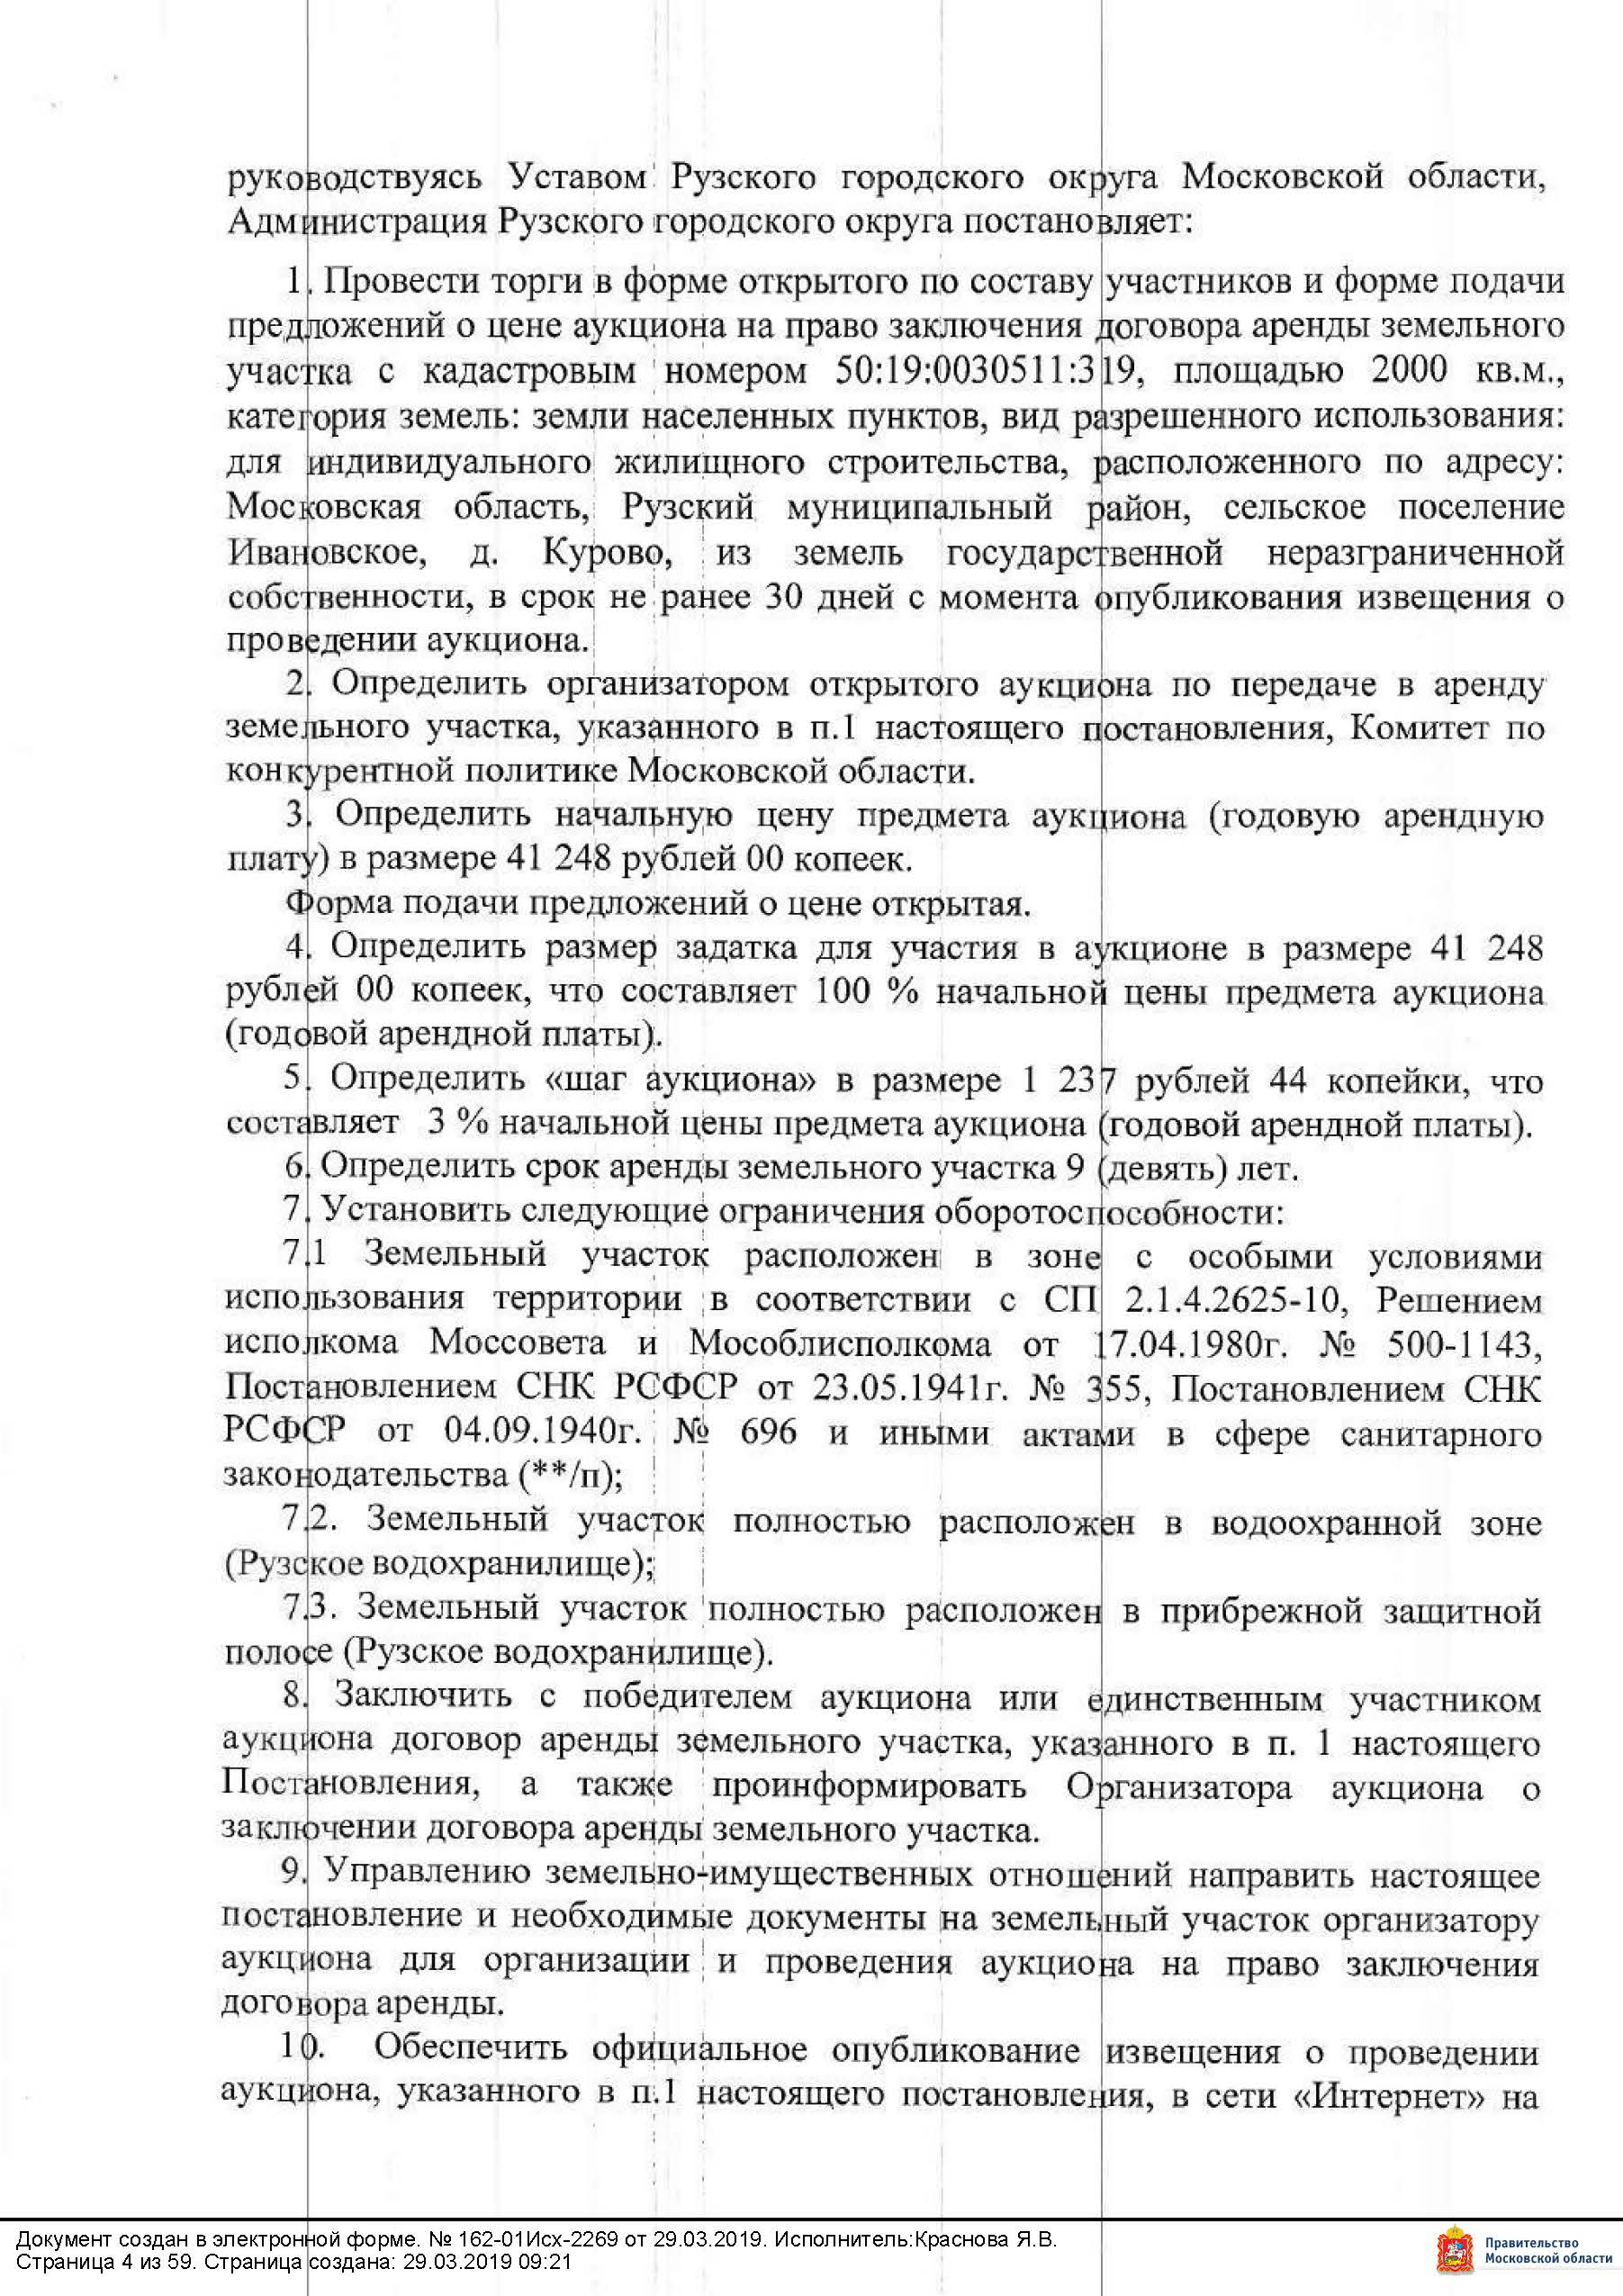 руководствуясь Уставом Рузского городского округа Московской области,
Администрация Рузского городского округа постановляет:
1. Провести торги в форме открытого по составу участников и форме подачи
предложений о цене аукциона на право заключения договора аренды земельного
участка с кадастровым номером 50:19:0030511:319, площадью 2000 кв.м.,
категория земель: земли населенных пунктов, вид разрешенного использования:
для индивидуального жилищного строительства, расположенного по адресу:
Московская область, Рузский муниципальный район, сельское поселение
Ивановское, д. Курово, из земель государственной неразграниченной
собственности, в срок не ранее 30 дней с момента опубликования извещения о
проведении аукциона.
2. Определить организатором открытого аукциона по передаче в аренду
земельного участка, указанного в п.1 настоящего постановления, Комитет по
конкурентной политике Московской области.
3. Определить начальную цену предмета аукциона (годовую арендную
плату) в размере 41 248 рублей 00 копеек.
Форма подачи предложений о цене открытая.
4. Определить размер задатка для участия в аукционе в размере 41 248
рублей 00 копеек, что составляет 100 % начальной цены предмета аукциона
(годовой арендной платы).
5. Определить «шаг аукциона» в размере 1 237 рублей 44 копейки, что
составляет 3 % начальной цены предмета аукциона (годовой арендной платы).
6. Определить срок аренды земельного участка 9 (девять) лет.
7. Установить следующие ограничения оборотоспособности:
7.1 Земельный участок расположен в зоне с особыми условиями
использования территории в соответствии с СП 2.1.4.2625-10, Решением
исполкома Моссовета и Мособлисполкома от 17.04.1980г. № 500-1143,
Постановлением СНК РСФСР от 23.05.1941г. № 355, Постановлением СНК
РСФСР от 04.09.1940г. № 696 и иными актами в сфере санитарного
законодательства (**/п);
7.2. Земельный участок полностью расположен в водоохранной зоне
(Рузское водохранилище);
7.3. Земельный участок полностью расположен в прибрежной защитной
полосе (Рузское водохранилище).
8. Заключить с победителем аукциона или единственным участником
аукциона договор аренды земельного участка, указанного в п. 1 настоящего
Постановления, а также проинформировать Организатора аукциона о
заключении договора аренды земельного участка.
9. Управлению земельно-имущественных отношений направить настоящее
постановление и необходимые документы на земельный участок организатору
аукциона для организации и проведения аукциона на право заключения
договора аренды.
10. Обеспечить официальное опубликование извещения о проведении
аукциона, указанного в п.1 настоящего постановления, в сети «Интернет» на
Документ создан в электронной форме. № 162-01Исх-2269 от 29.03.2019. Исполнитель:Краснова Я.В.
Страница 4 из 59. Страница создана: 29.03.2019 09:21
Правительство
Московской области